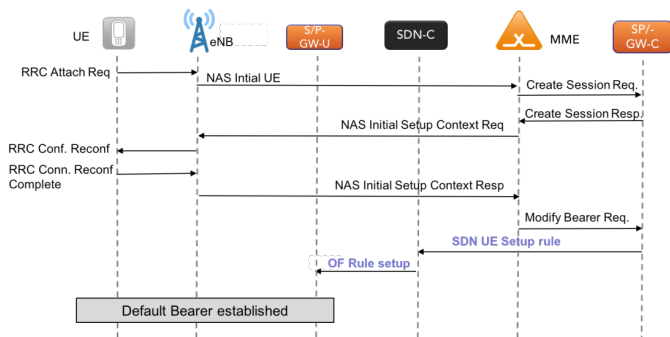 UE
eNB
S/P-
GW-U
SDN-C
MME
SP/-
GW-C
RRC Attach Req
NAS Intial UE
Create Session Req.
Create Session Resp.
NAS Initial Setup Context Req
RRC Conf. Reconf
RRC Conn. Reconf
Complete
NAS Initial Setup Context Resp
Modify Bearer Req.
SDN UE Setup rule
OF Rule setup
Default Bearer established